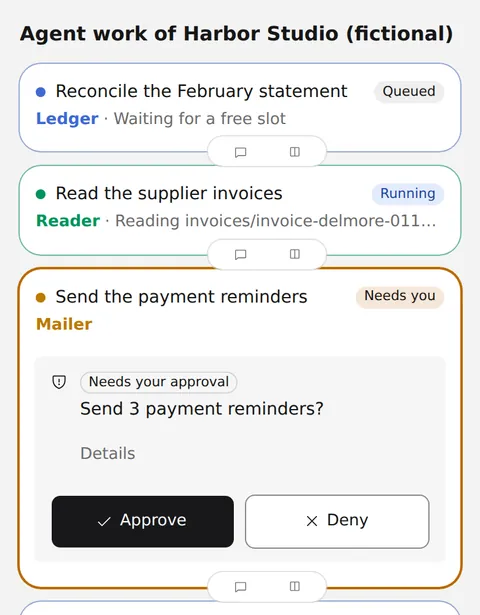 Agent work of Harbor Studio (fictional)
Reconcile the February statement
Queued
Ledger · Waiting for a free slot
Read the supplier invoices
Running
Reader · Reading invoices/invoice-delmore-011...
Send the payment reminders
Needs you
Mailer
Needs your approval
Send 3 payment reminders?
Details
Approve
Deny